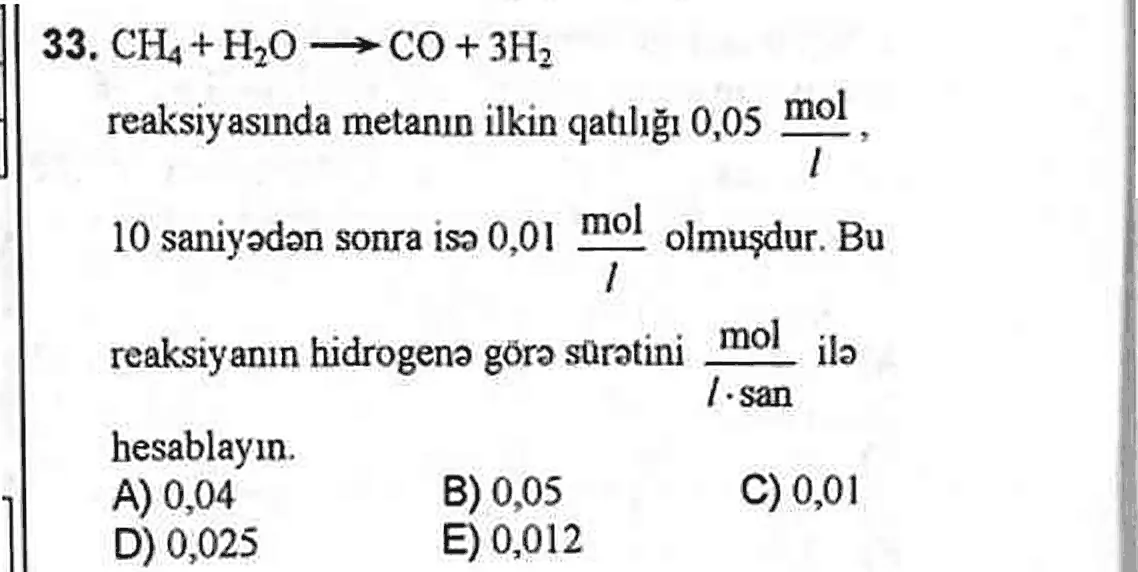 33. CH₄ + H₂O ⟶ CO + 3H₂
reaksiyasında metanın ilkin qatılığı 0,05 mol/l ,
10 saniyədən sonra isə 0,01 mol/l olmuşdur. Bu
reaksiyanın hidrogenə görə sürətini mol/l · san ilə
hesablayın.
A) 0,04 B) 0,05 C) 0,01
D) 0,025 E) 0,012